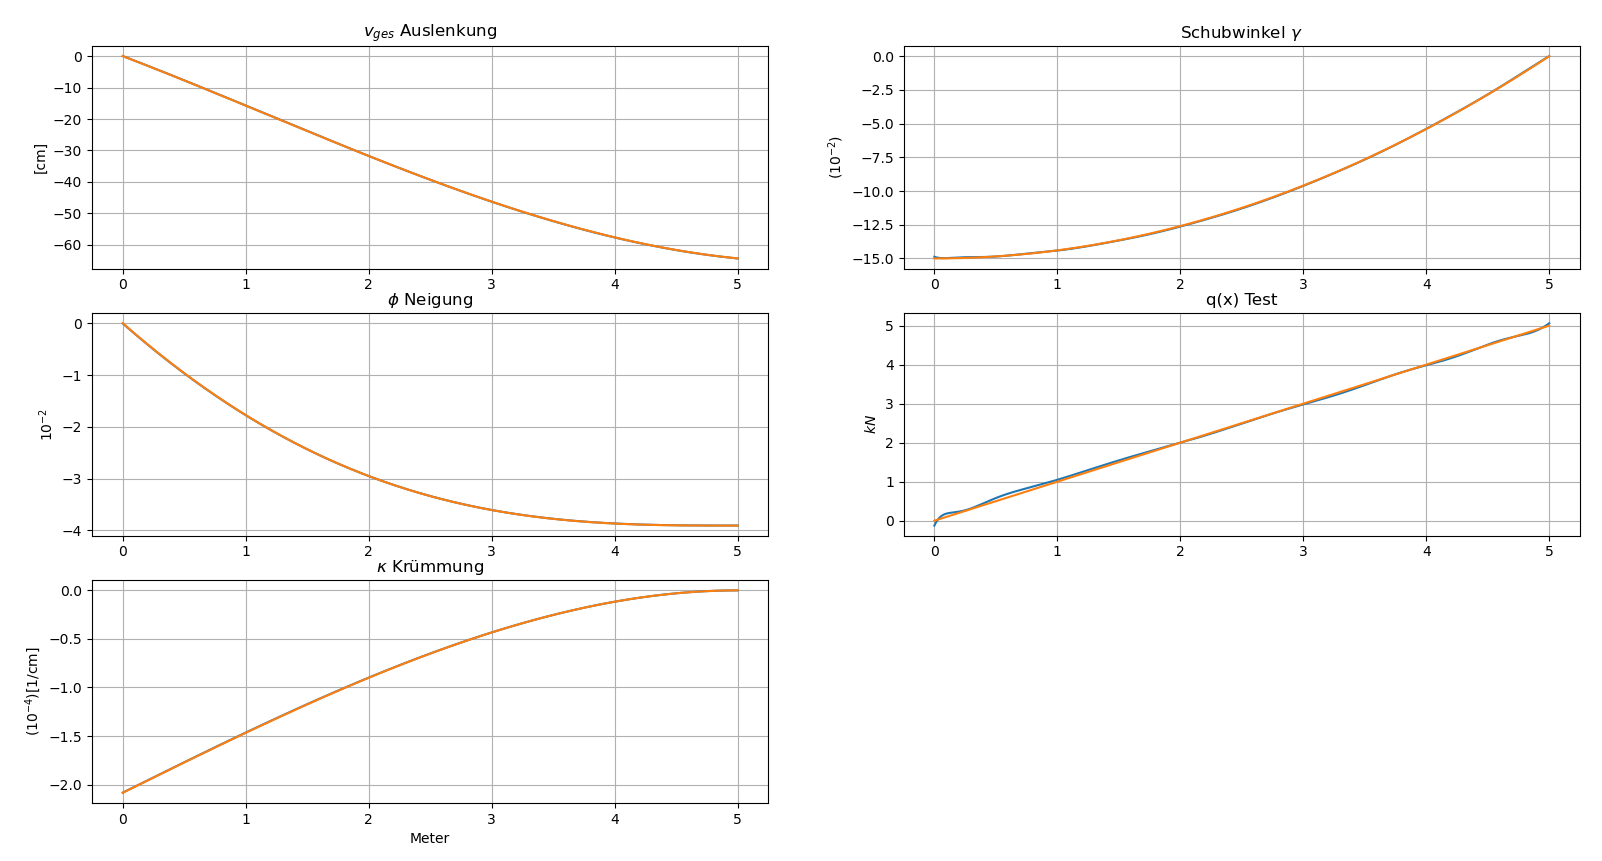 v_ges Auslenkung
[cm]
0
−10
−20
−30
−40
−50
−60
0 1 2 3 4 5
Schubwinkel γ
(10⁻²)
0.0
−2.5
−5.0
−7.5
−10.0
−12.5
−15.0
0 1 2 3 4 5
ϕ Neigung
10⁻²
0
−1
−2
−3
−4
0 1 2 3 4 5
q(x) Test
kN
5
4
3
2
1
0
0 1 2 3 4 5
κ Krümmung
(10⁻⁴)[1/cm]
0.0
−0.5
−1.0
−1.5
−2.0
0 1 2 3 4 5
Meter